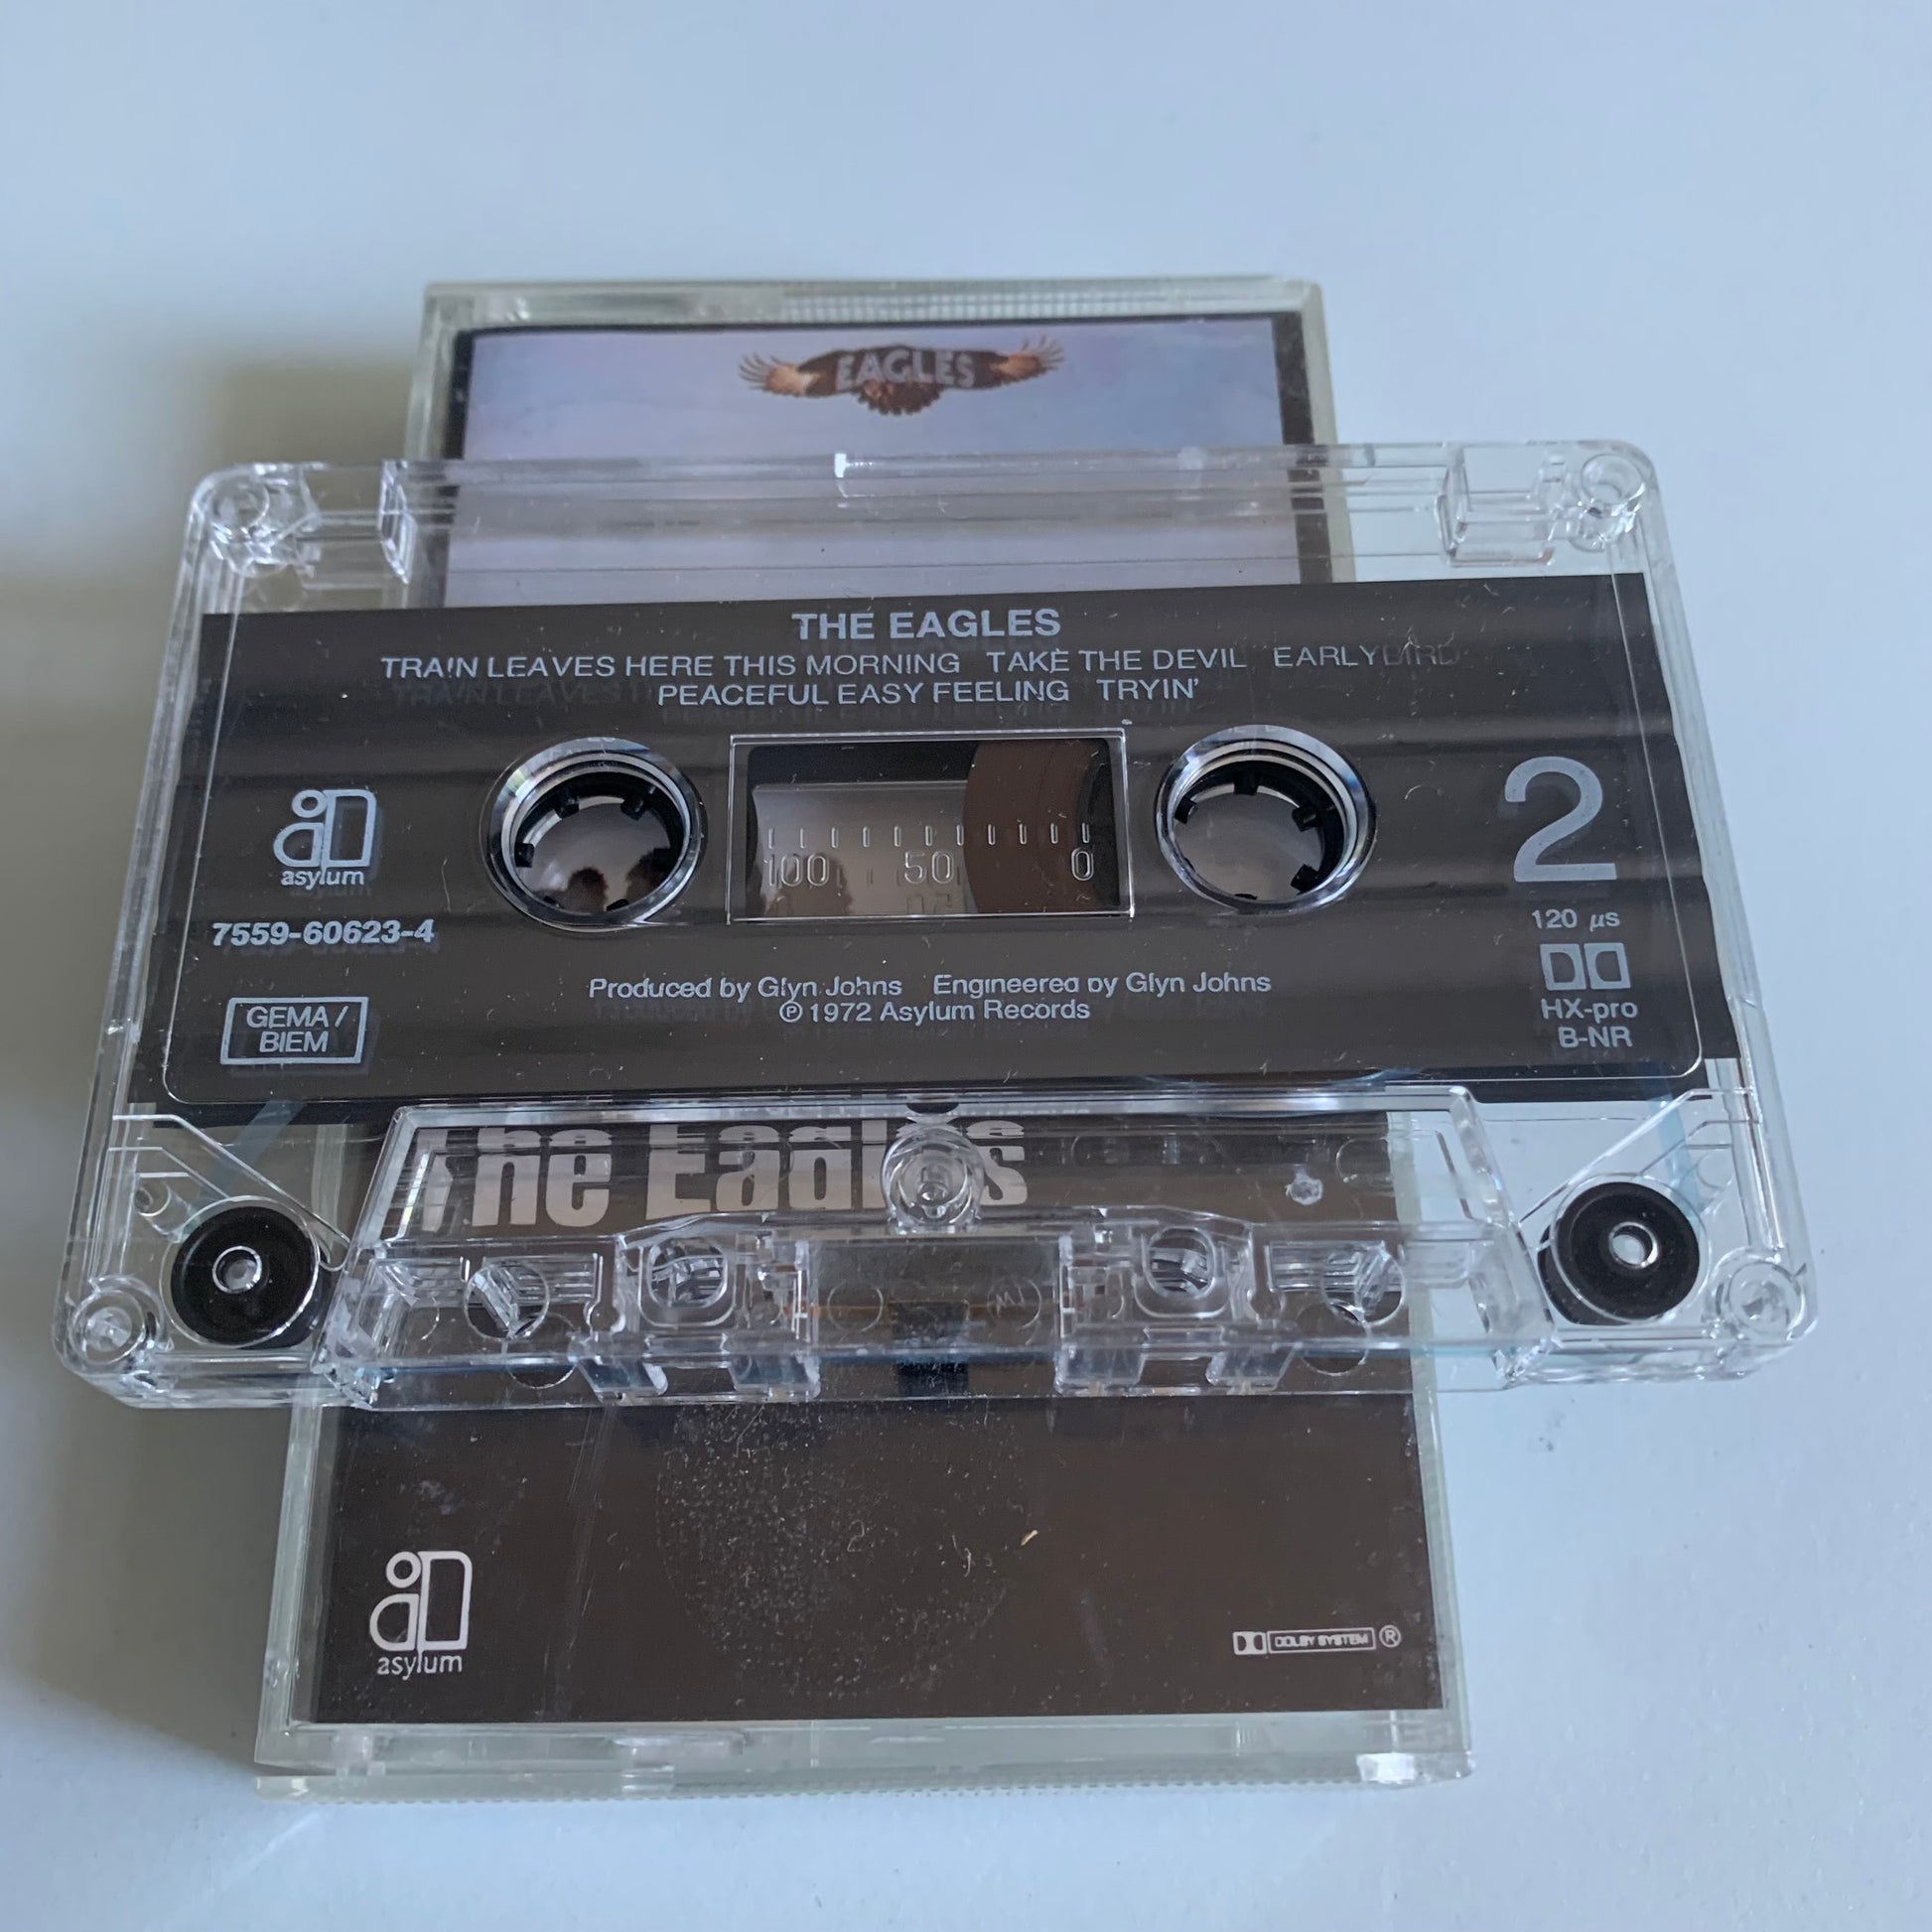 EAGLES
THE EAGLES
TRAIN LEAVES HERE THIS MORNING TAKE THE DEVIL EARLYBIRD
PEACEFUL EASY FEELING TRYIN'
asylum
2
100 50 0
7559-60623-4
120 µs
HX-pro
B-NR
GEMA/
BIEM
Produced by Glyn Johns Engineered by Glyn Johns
℗ 1972 Asylum Records
The Eagles
asylum
DOLBY SYSTEM ®